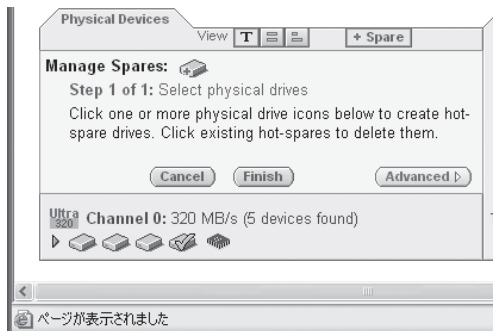 Physical Devices
View T + Spare
Manage Spares:
Step 1 of 1: Select physical drives
Click one or more physical drive icons below to create hot-
spare drives. Click existing hot-spares to delete them.
Cancel Finish Advanced
Ultra 320 Channel 0: 320 MB/s (5 devices found)
ページが表示されました